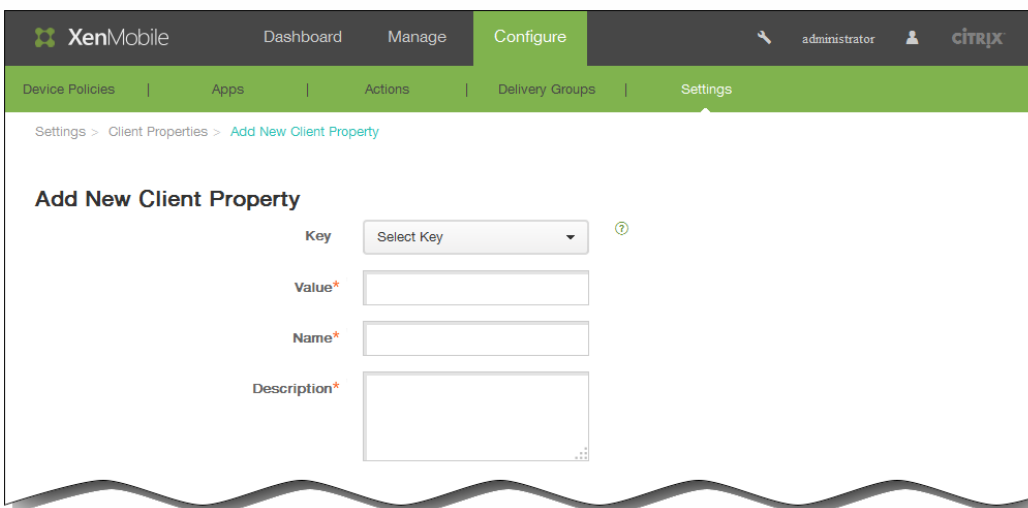 XenMobile Dashboard Manage Configure administrator CITRIX
Device Policies | Apps | Actions | Delivery Groups | Settings
Settings > Client Properties > Add New Client Property
Add New Client Property
Key Select Key ?
Value*
Name*
Description*